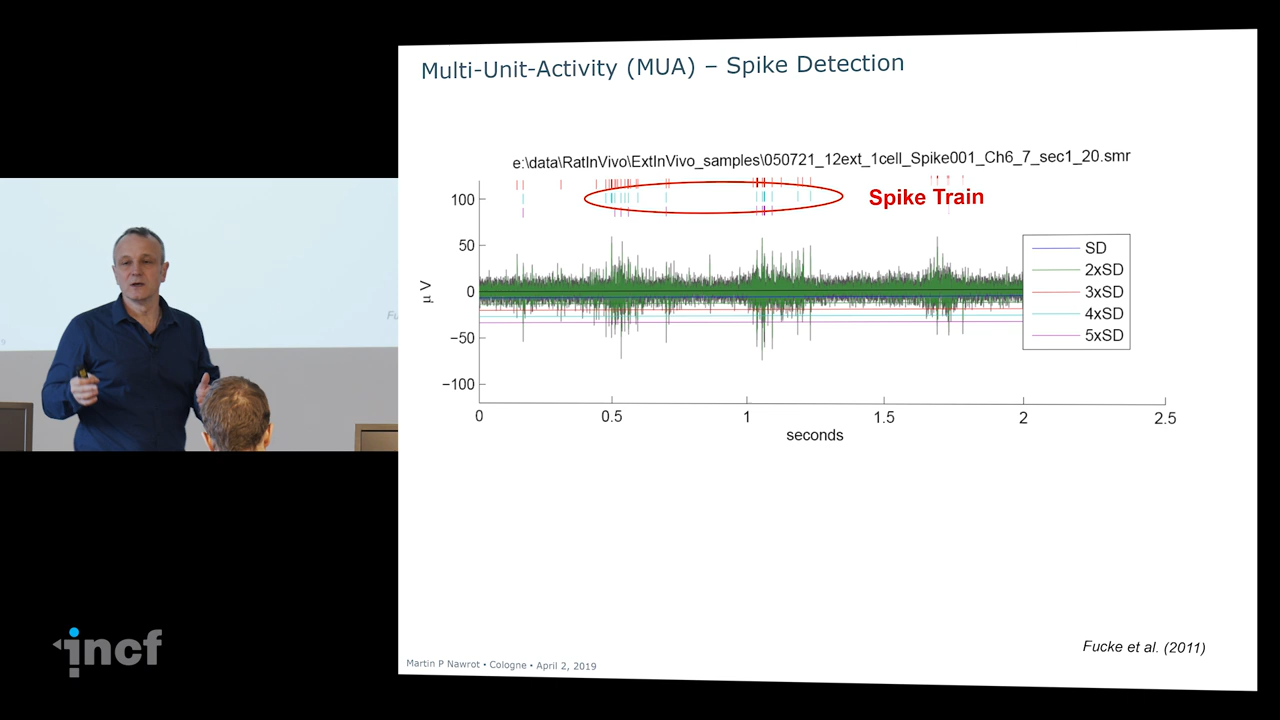 Multi-Unit-Activity (MUA) – Spike Detection
e:\data\RatInVivo\ExtInVivo_samples\050721_12ext_1cell_Spike001_Ch6_7_sec1_20.smr
Spike Train
100
50
0
−50
−100
μ V
SD
2xSD
3xSD
4xSD
5xSD
0 0.5 1 1.5 2 2.5
seconds
Fucke et al. (2011)
Martin P Nawrot • Cologne • April 2, 2019
incf
Fu
9